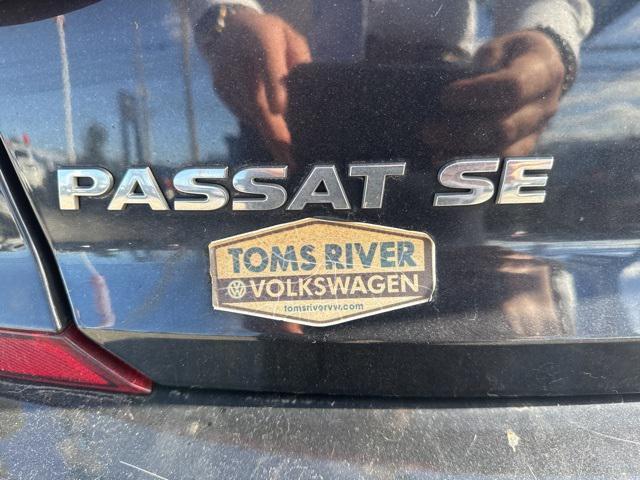 PASSAT SE
TOMS RIVER
VOLKSWAGEN
tomsrivervw.com